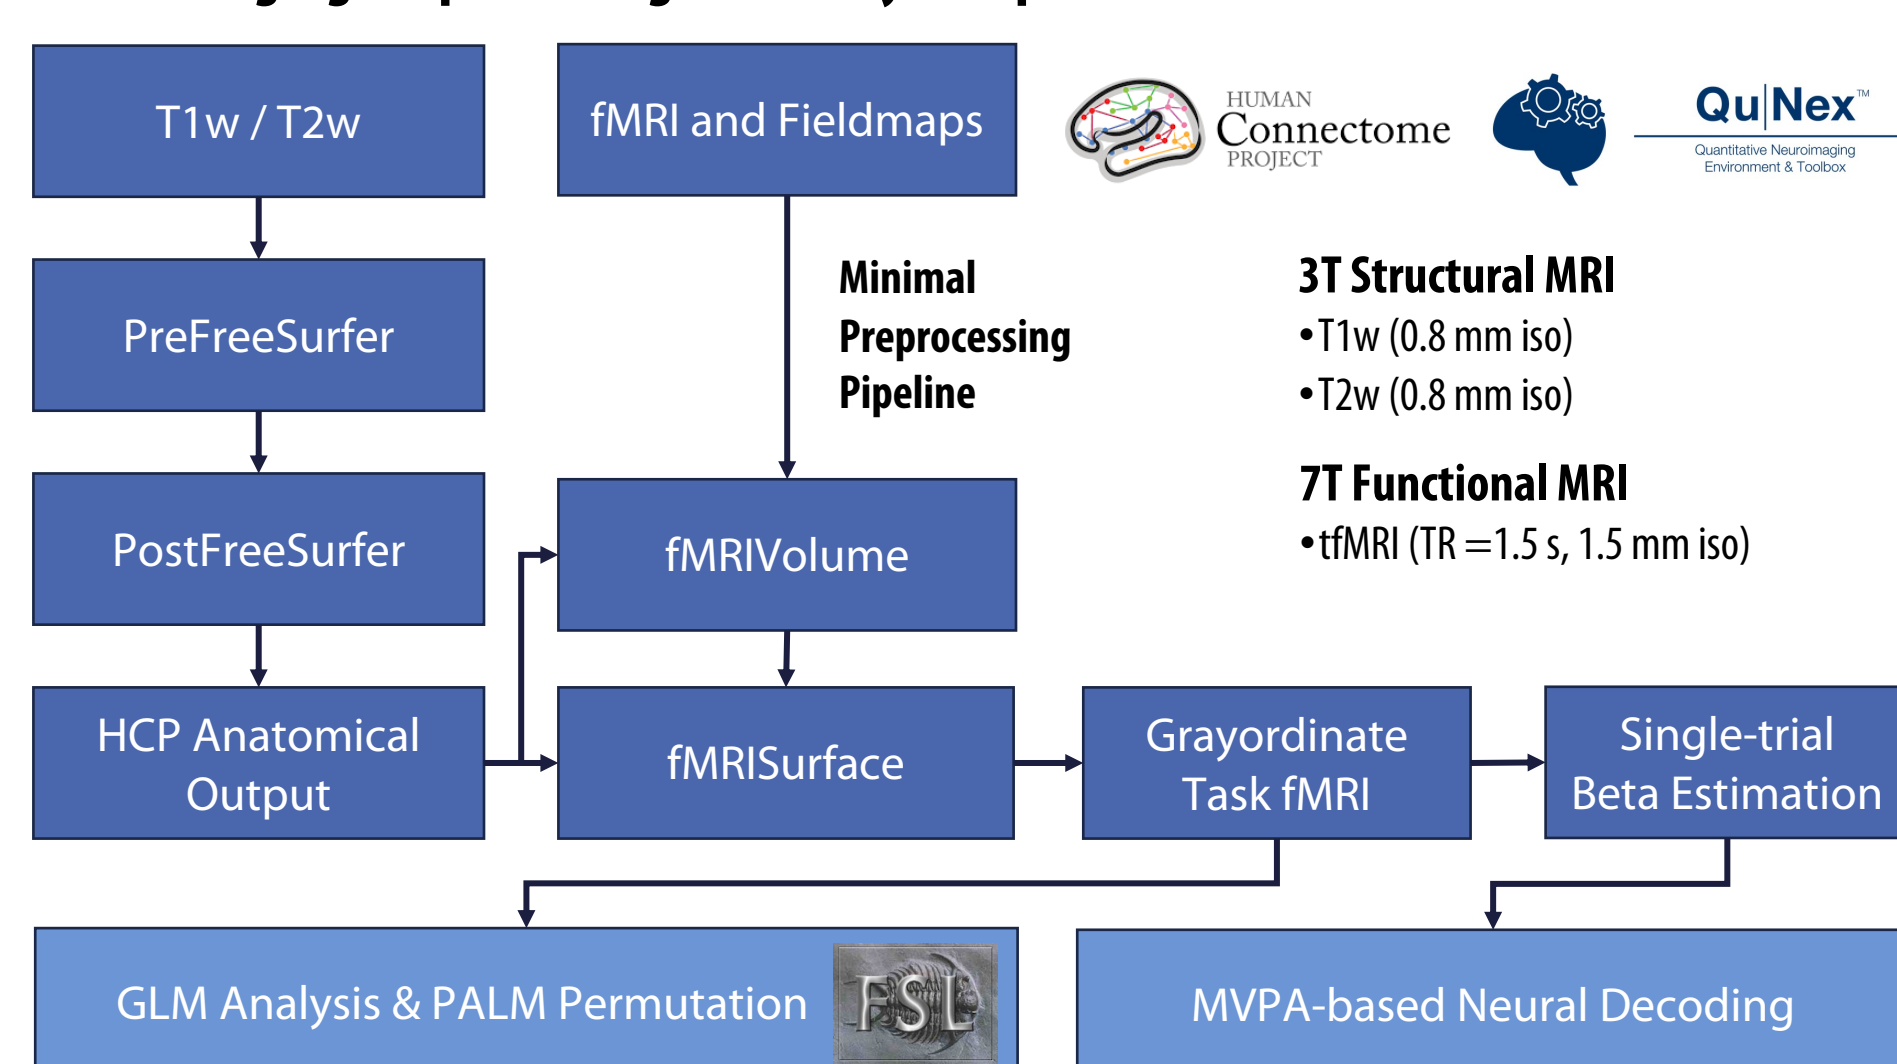 T1w / T2w
fMRI and Fieldmaps
HUMAN
Connectome
PROJECT
Qu|Nex™
Quantitative Neuroimaging
Environment & Toolbox
PreFreeSurfer
Minimal
Preprocessing
Pipeline
3T Structural MRI
•T1w (0.8 mm iso)
•T2w (0.8 mm iso)
7T Functional MRI
•tfMRI (TR =1.5 s, 1.5 mm iso)
PostFreeSurfer
fMRIVolume
HCP Anatomical
Output
fMRISurface
Grayordinate
Task fMRI
Single-trial
Beta Estimation
GLM Analysis & PALM Permutation
FSL
MVPA-based Neural Decoding